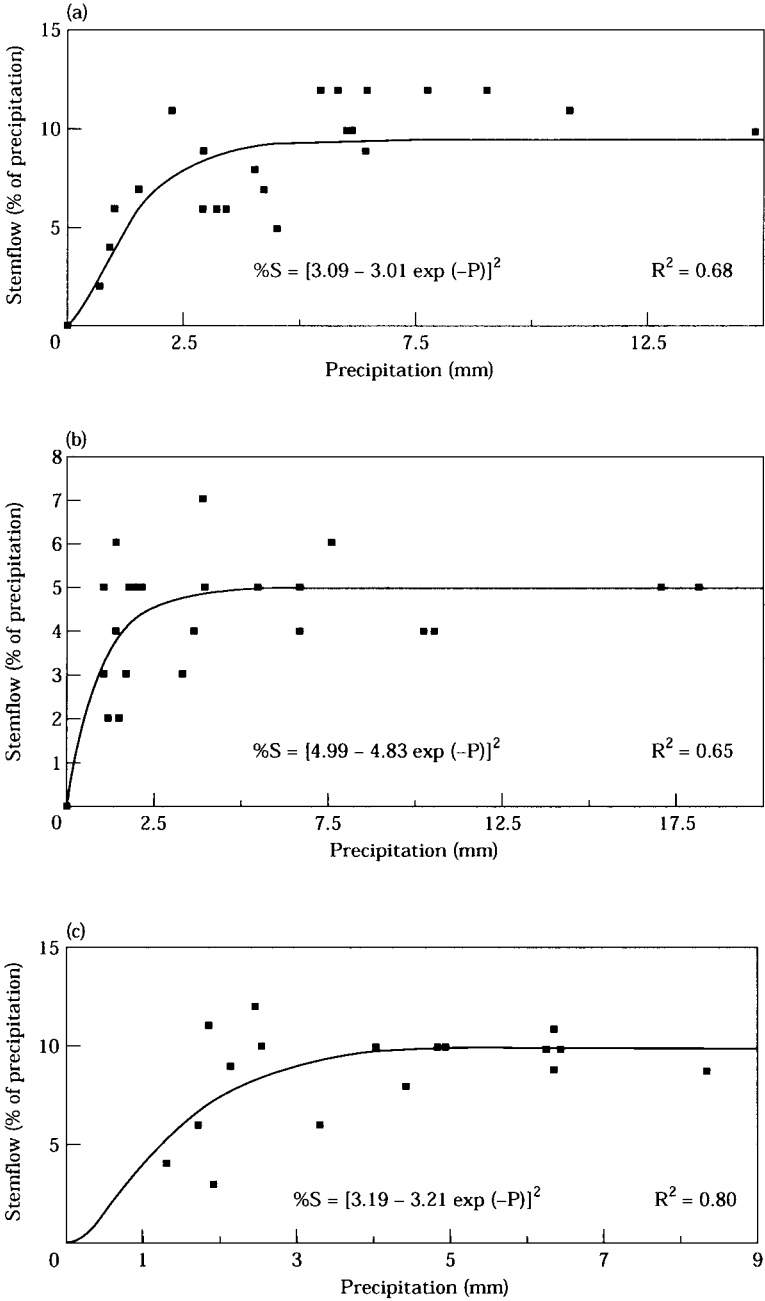 (a)
15
10
5
0
Stemflow (% of precipitation)
%S = [3.09 – 3.01 exp (–P)]²
R² = 0.68
2.5
7.5
12.5
Precipitation (mm)
(b)
8
7
6
5
4
3
2
1
0
Stemflow (% of precipitation)
%S = [4.99 – 4.83 exp (–P)]²
R² = 0.65
2.5
7.5
12.5
17.5
Precipitation (mm)
(c)
15
10
5
0
Stemflow (% of precipitation)
%S = [3.19 – 3.21 exp (–P)]²
R² = 0.80
1
3
5
7
9
Precipitation (mm)